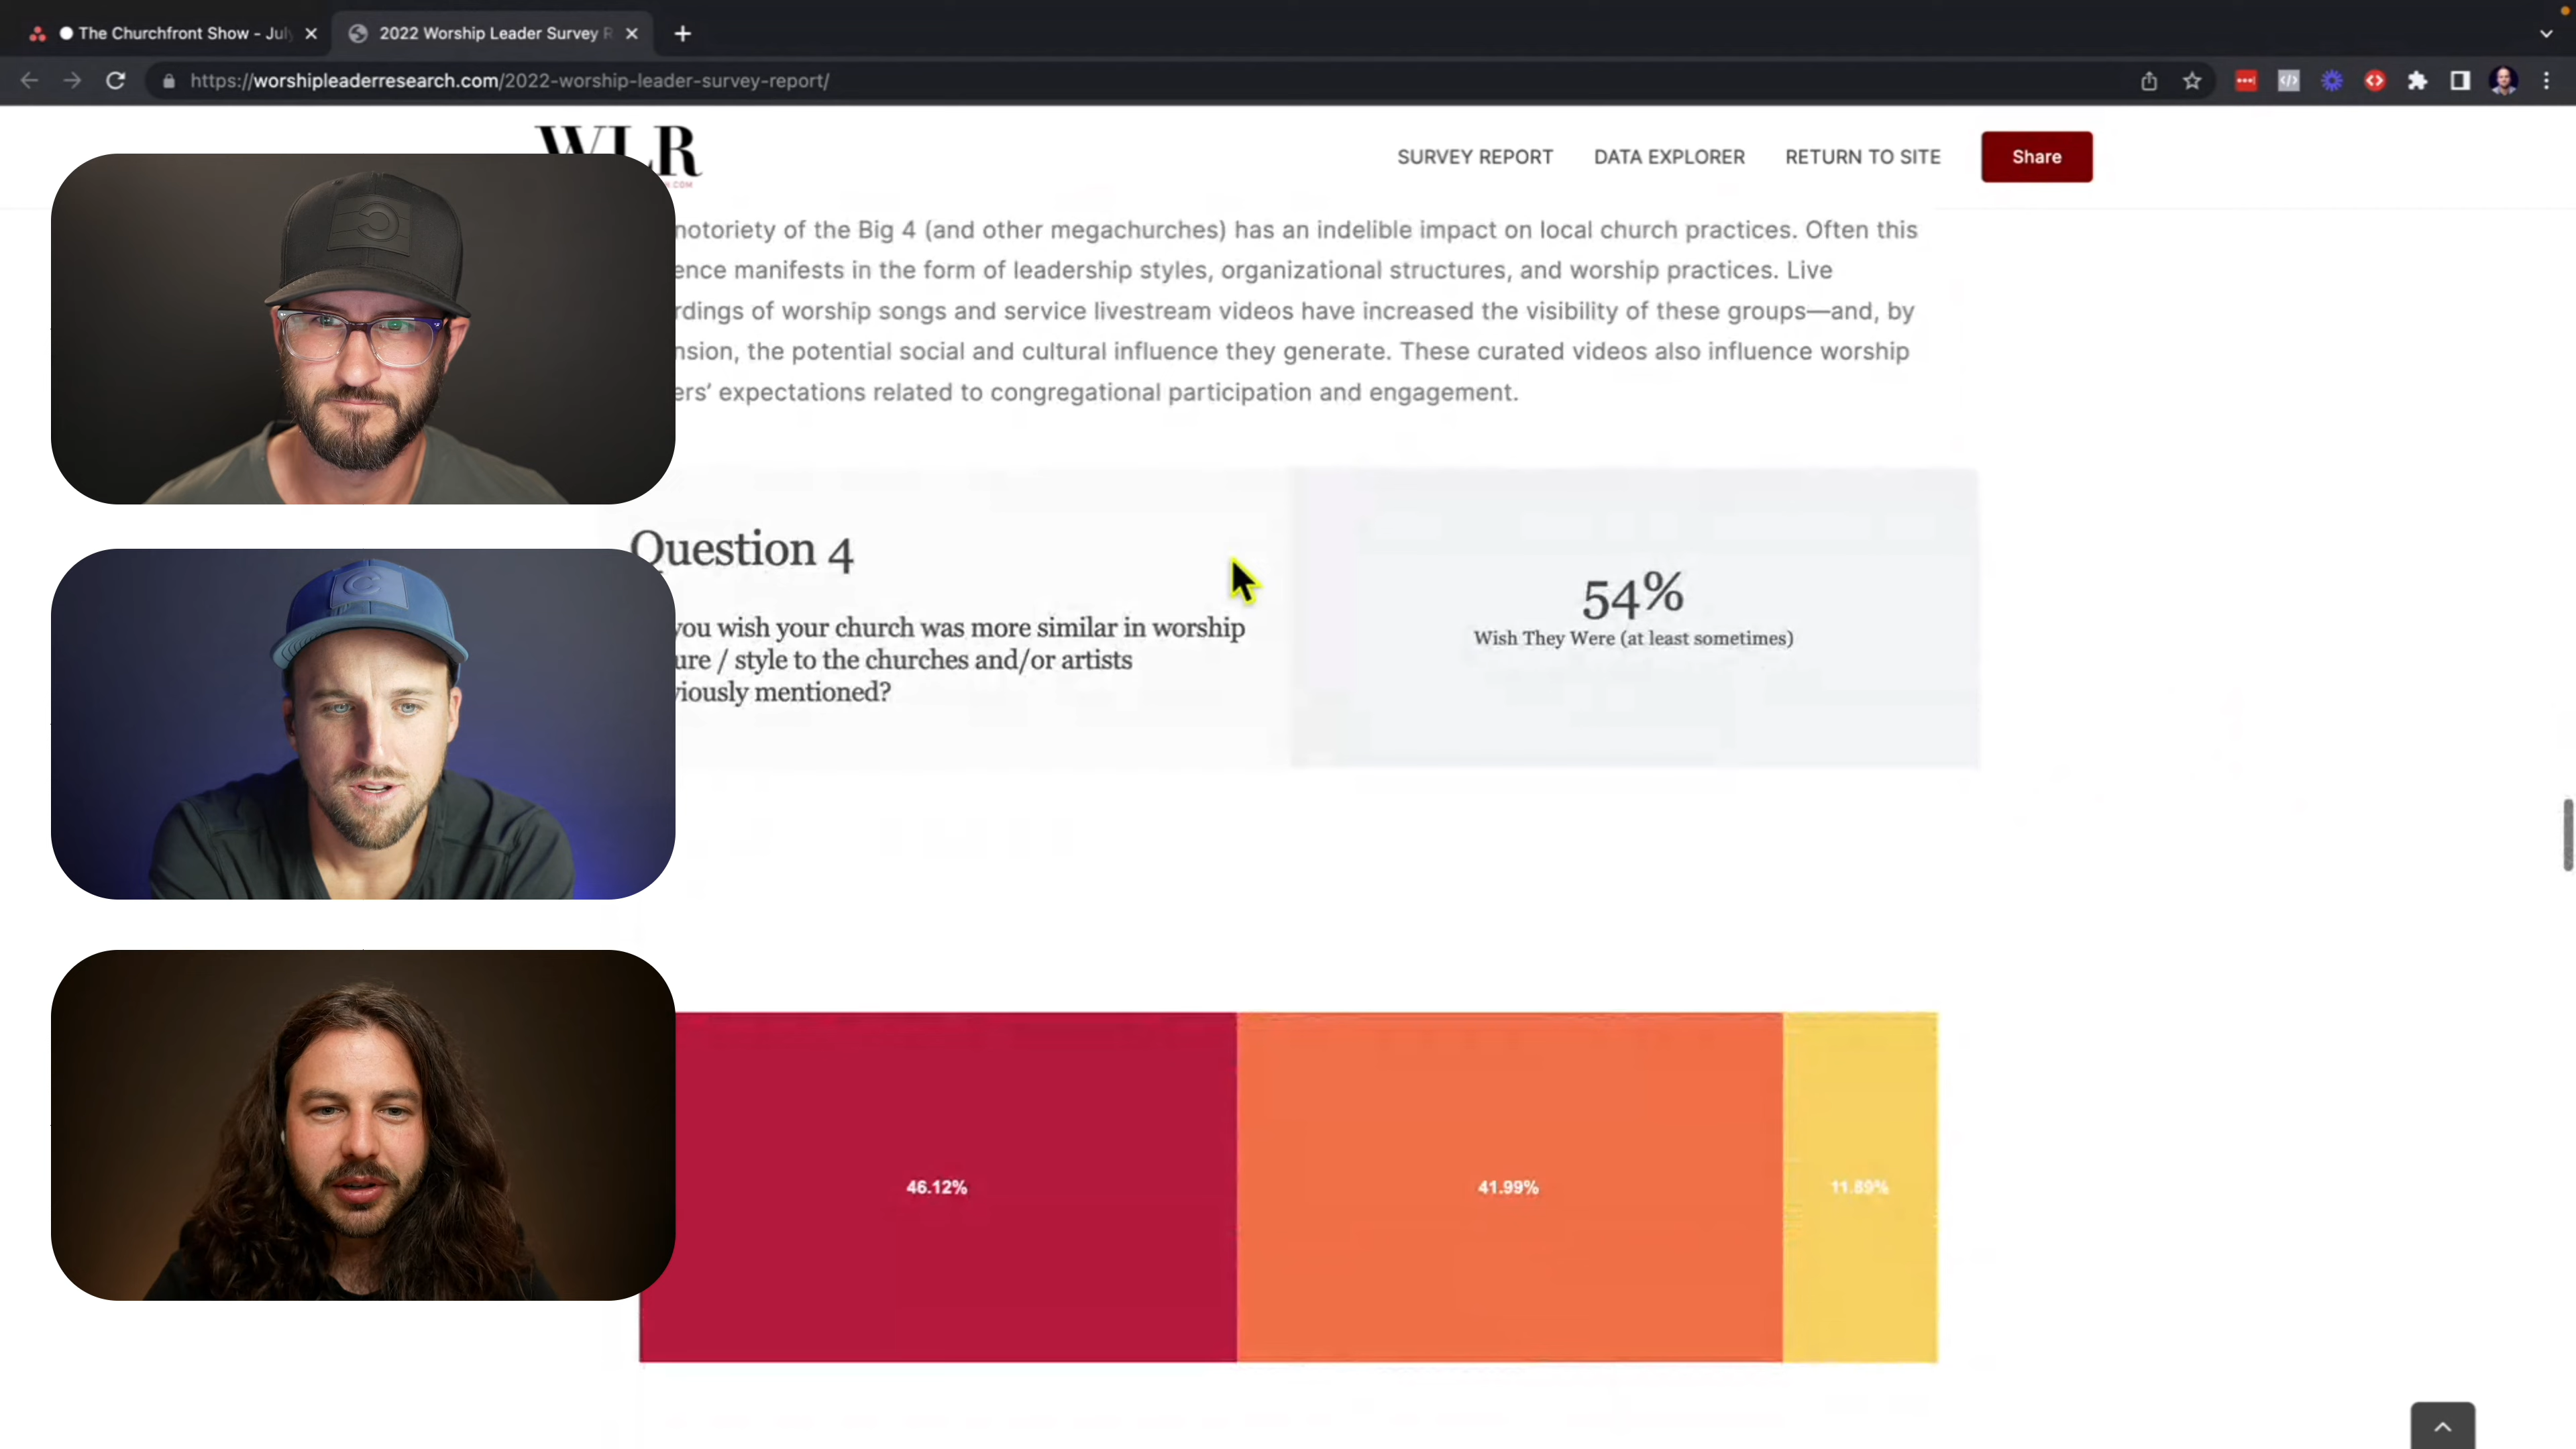 The Churchfront Show - July
2022 Worship Leader Survey R
https://worshipleaderresearch.com/2022-worship-leader-survey-report/
WLR
.COM
SURVEY REPORT
DATA EXPLORER
RETURN TO SITE
Share
notoriety of the Big 4 (and other megachurches) has an indelible impact on local church practices. Often this
ence manifests in the form of leadership styles, organizational structures, and worship practices. Live
rdings of worship songs and service livestream videos have increased the visibility of these groups—and, by
nsion, the potential social and cultural influence they generate. These curated videos also influence worship
ers' expectations related to congregational participation and engagement.
Question 4
you wish your church was more similar in worship
ure / style to the churches and/or artists
viously mentioned?
54%
Wish They Were (at least sometimes)
46.12%
41.99%
11.89%